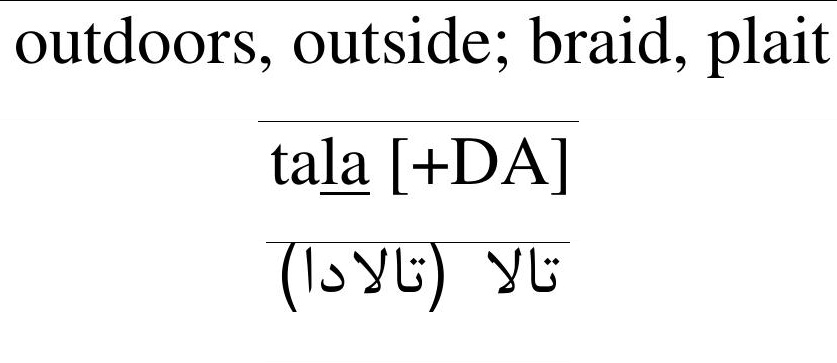 outdoors, outside; braid, plait
tala [+DA]
تالا (تالادا)